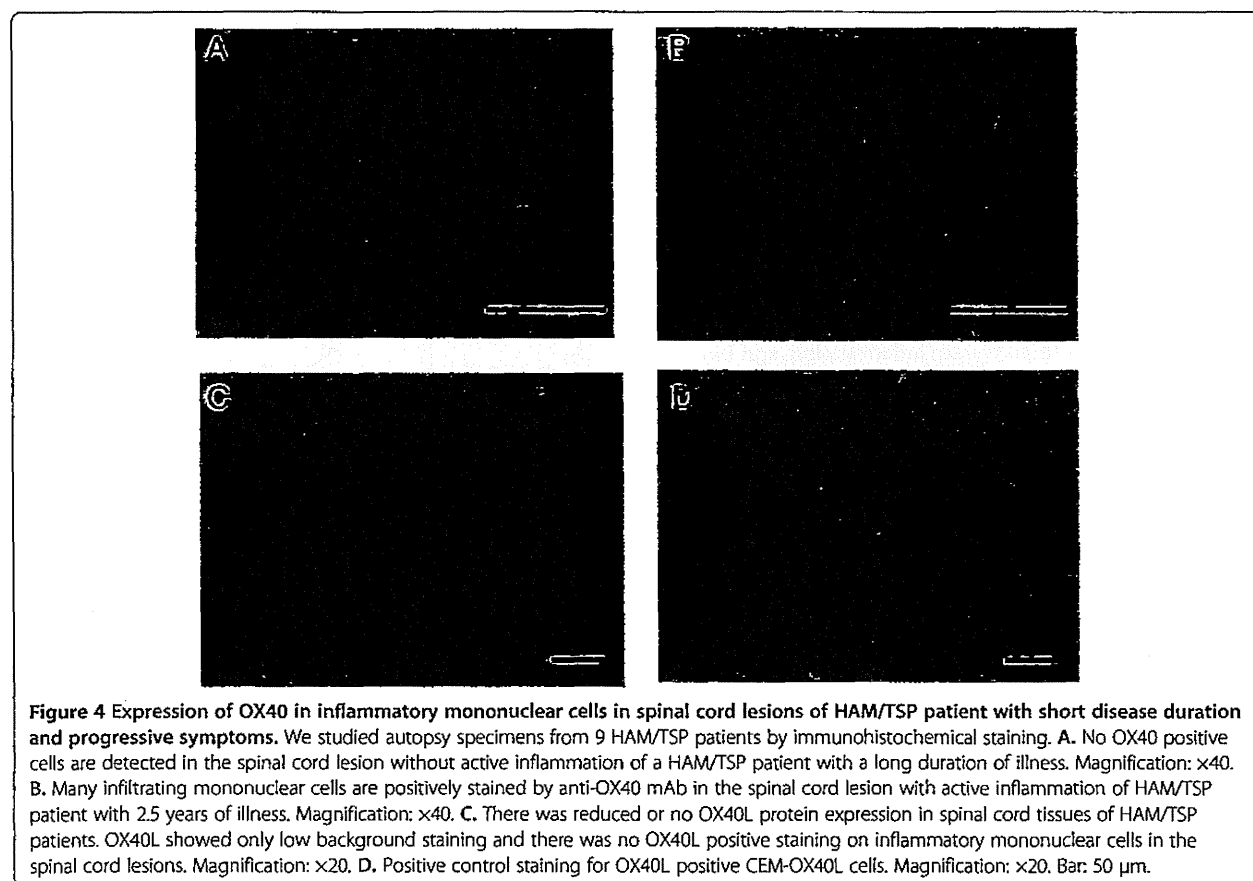 A
B
C
D
Figure 4 Expression of OX40 in inflammatory mononuclear cells in spinal cord lesions of HAM/TSP patient with short disease duration
and progressive symptoms. We studied autopsy specimens from 9 HAM/TSP patients by immunohistochemical staining. A. No OX40 positive
cells are detected in the spinal cord lesion without active inflammation of a HAM/TSP patient with a long duration of illness. Magnification: ×40.
B. Many infiltrating mononuclear cells are positively stained by anti-OX40 mAb in the spinal cord lesion with active inflammation of HAM/TSP
patient with 2.5 years of illness. Magnification: ×40. C. There was reduced or no OX40L protein expression in spinal cord tissues of HAM/TSP
patients. OX40L showed only low background staining and there was no OX40L positive staining on inflammatory mononuclear cells in the
spinal cord lesions. Magnification: ×20. D. Positive control staining for OX40L positive CEM-OX40L cells. Magnification: ×20. Bar: 50 μm.